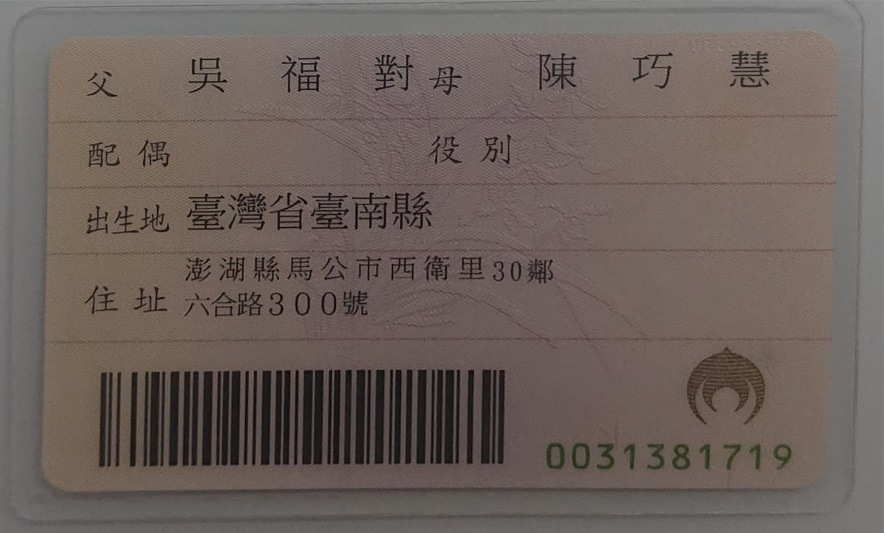 父 吳福對 母 陳巧慧
配偶 役別
出生地 臺灣省臺南縣
住址 澎湖縣馬公市西衛里30鄰
六合路300號
0031381719